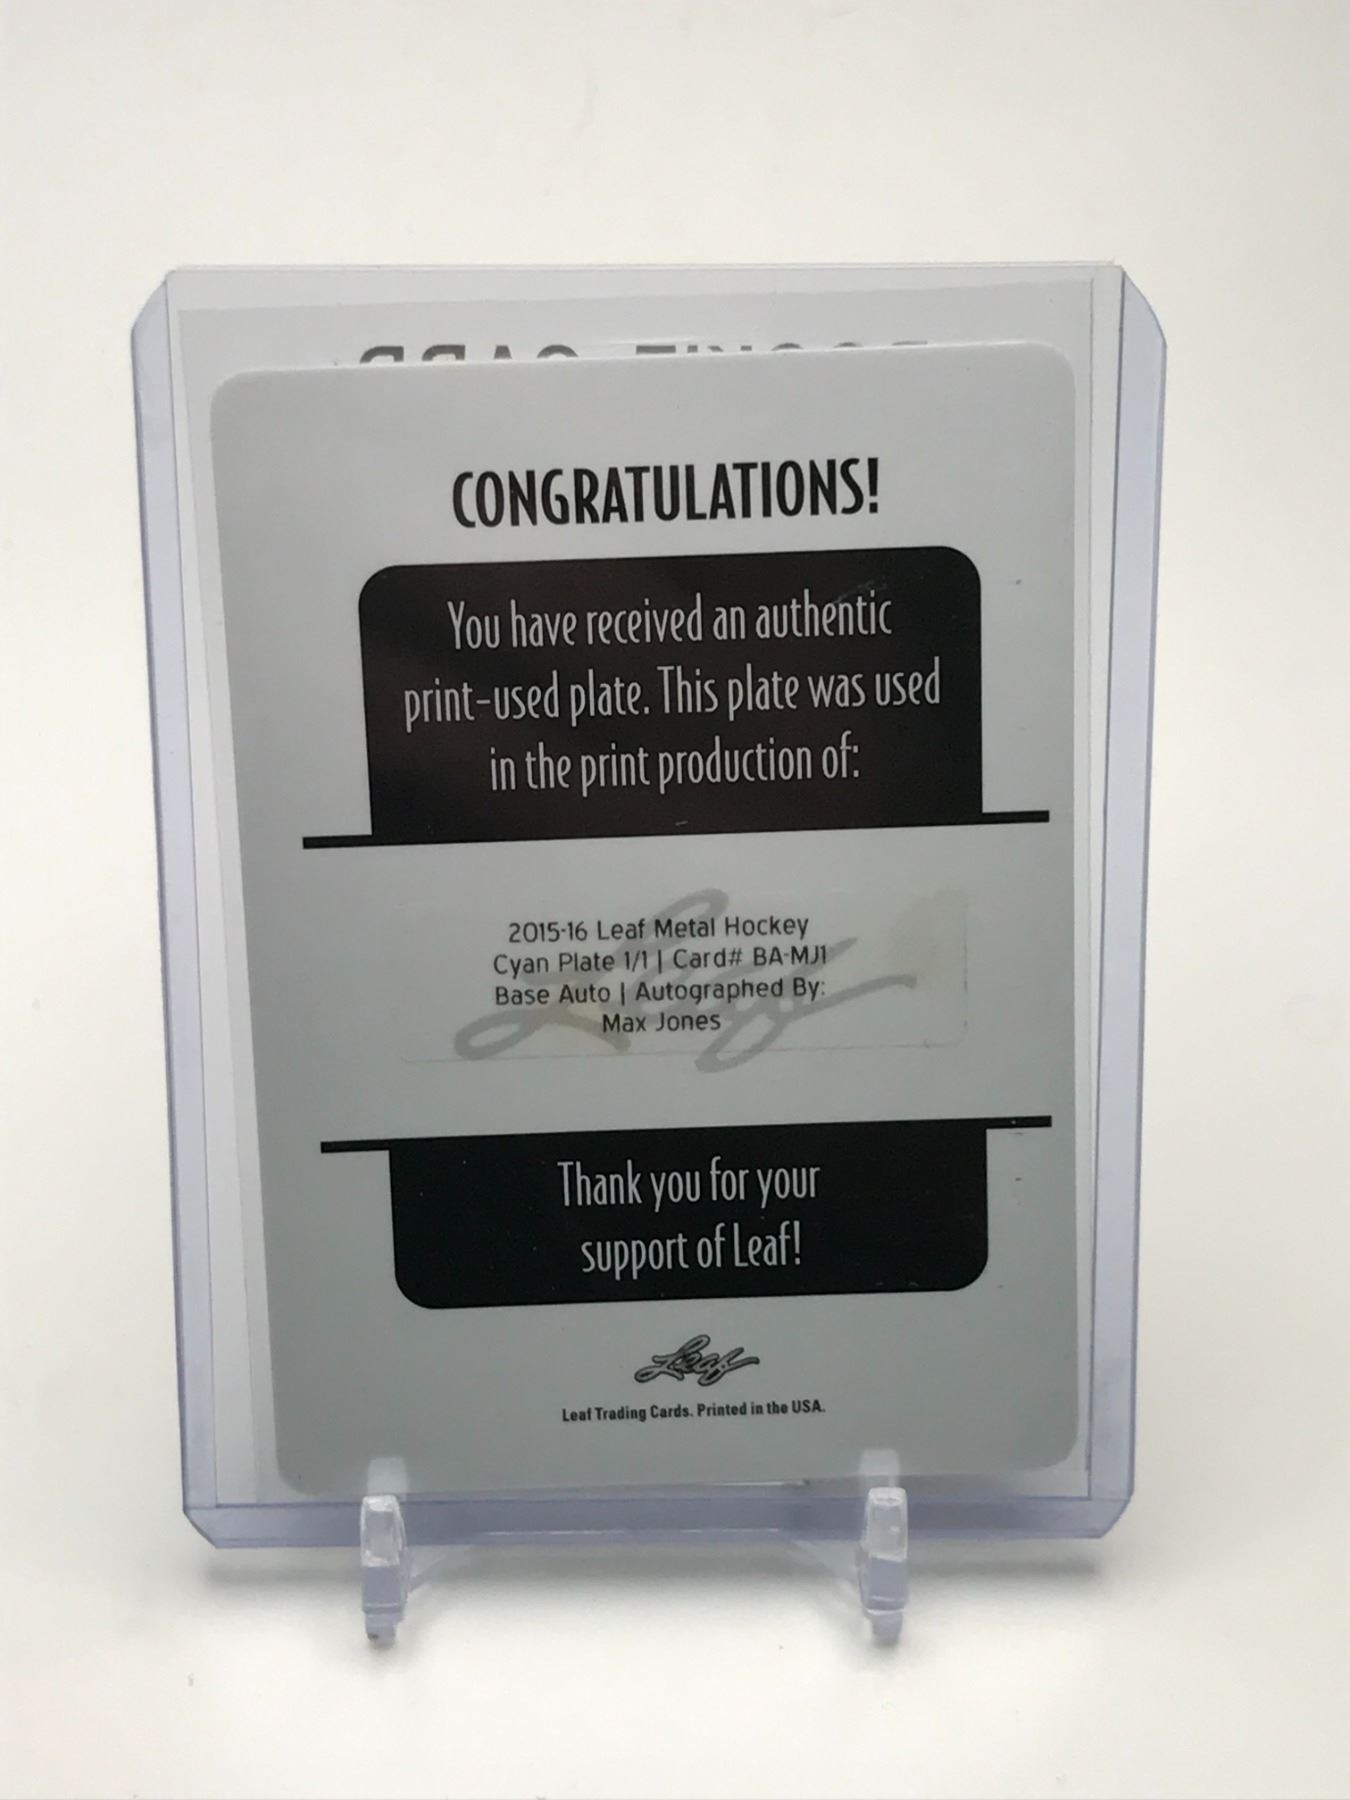 CONGRATULATIONS!
You have received an authentic
print-used plate. This plate was used
in the print production of:
2015-16 Leaf Metal Hockey
Cyan Plate 1/1 | Card# BA-MJ1
Base Auto | Autographed By:
Max Jones
Leaf
Thank you for your
support of Leaf!
Leaf
Leaf Trading Cards. Printed in the USA.